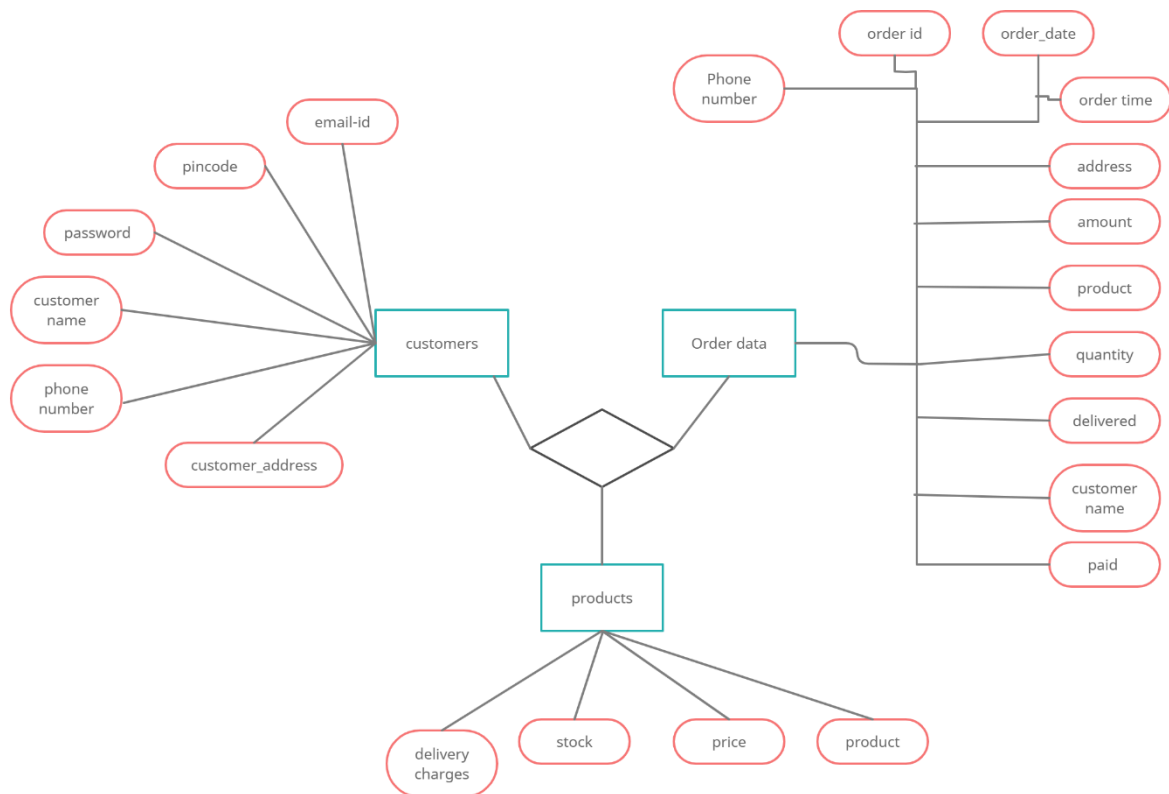 order id
order_date
Phone
number
order time
email-id
pincode
address
amount
password
product
customer
name
customers
Order data
quantity
phone
number
delivered
customer_address
customer
name
paid
products
delivery
charges
stock
price
product